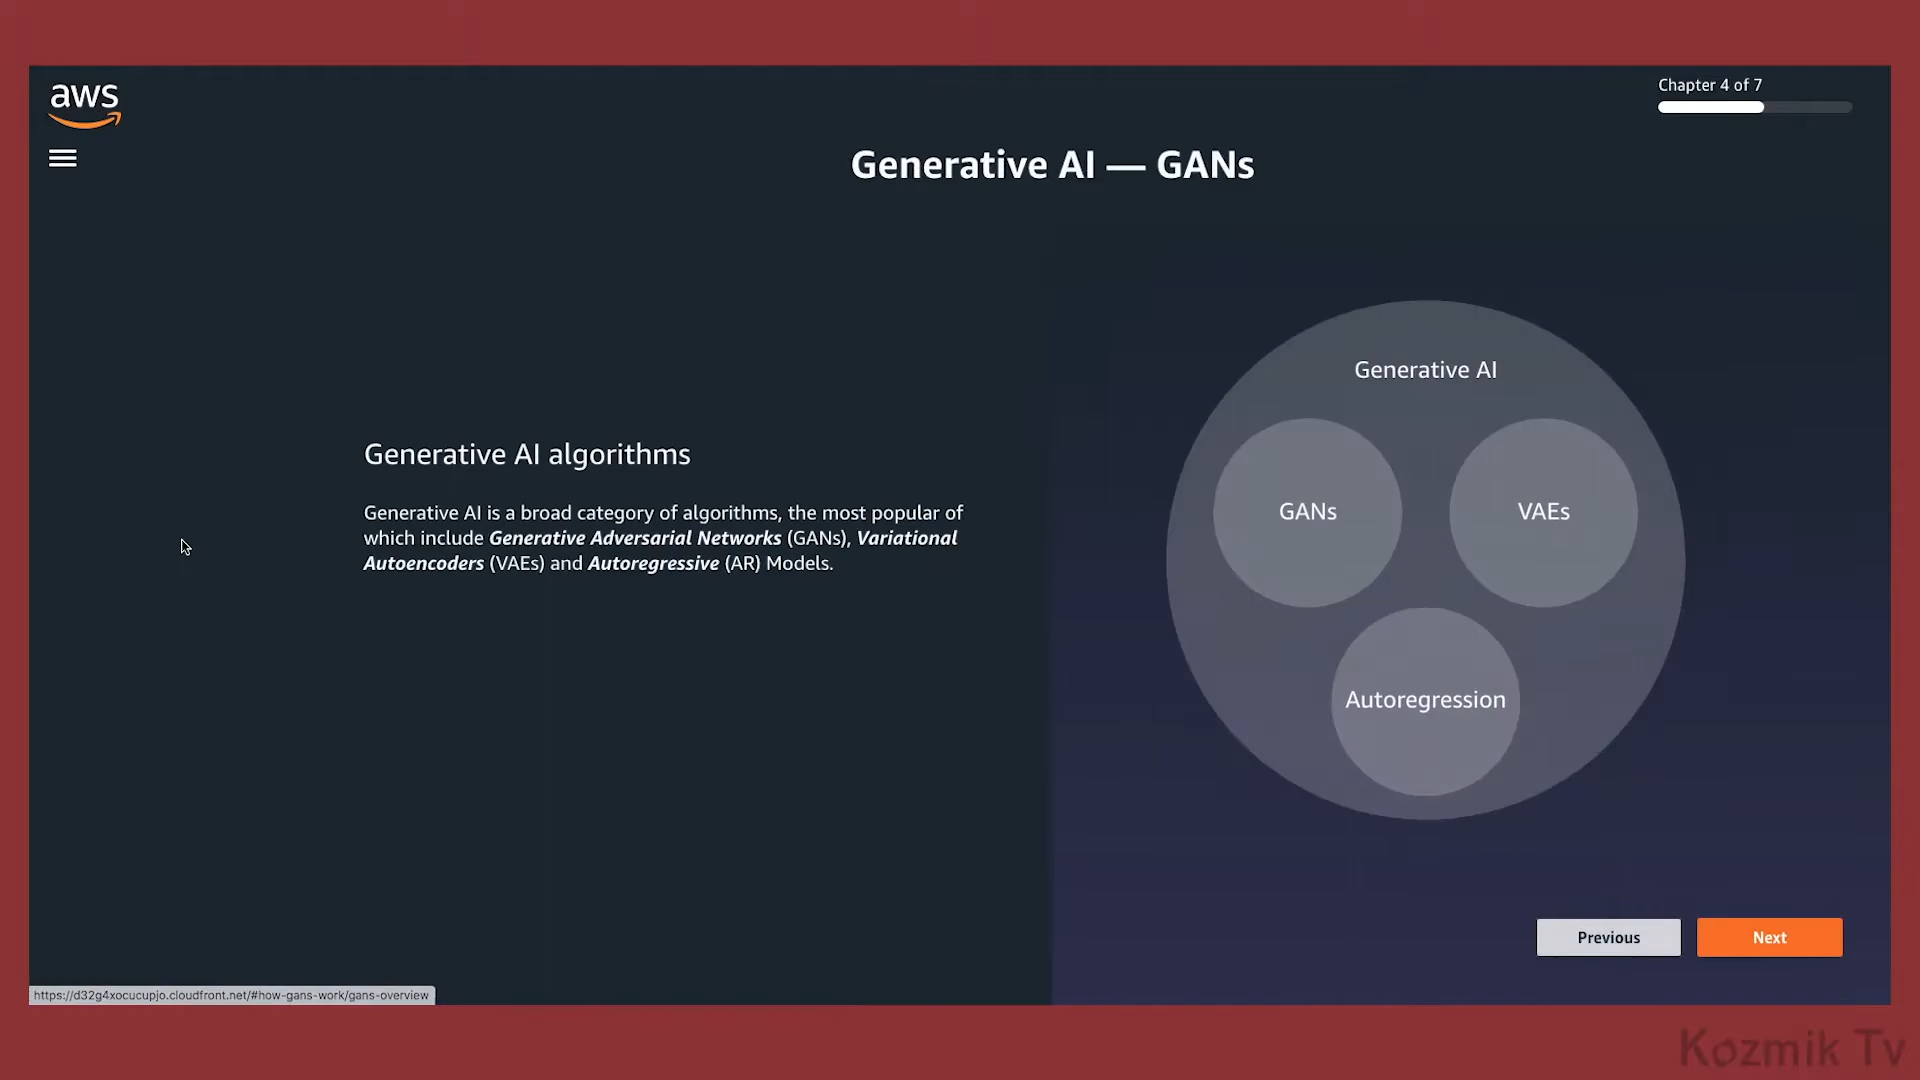 aws
Chapter 4 of 7
Generative AI — GANs
Generative AI algorithms
Generative AI is a broad category of algorithms, the most popular of
which include Generative Adversarial Networks (GANs), Variational
Autoencoders (VAEs) and Autoregressive (AR) Models.
Generative AI
GANs
VAEs
Autoregression
Previous
Next
https://d32g4xocucupjo.cloudfront.net/#how-gans-work/gans-overview
Kozmik Tv